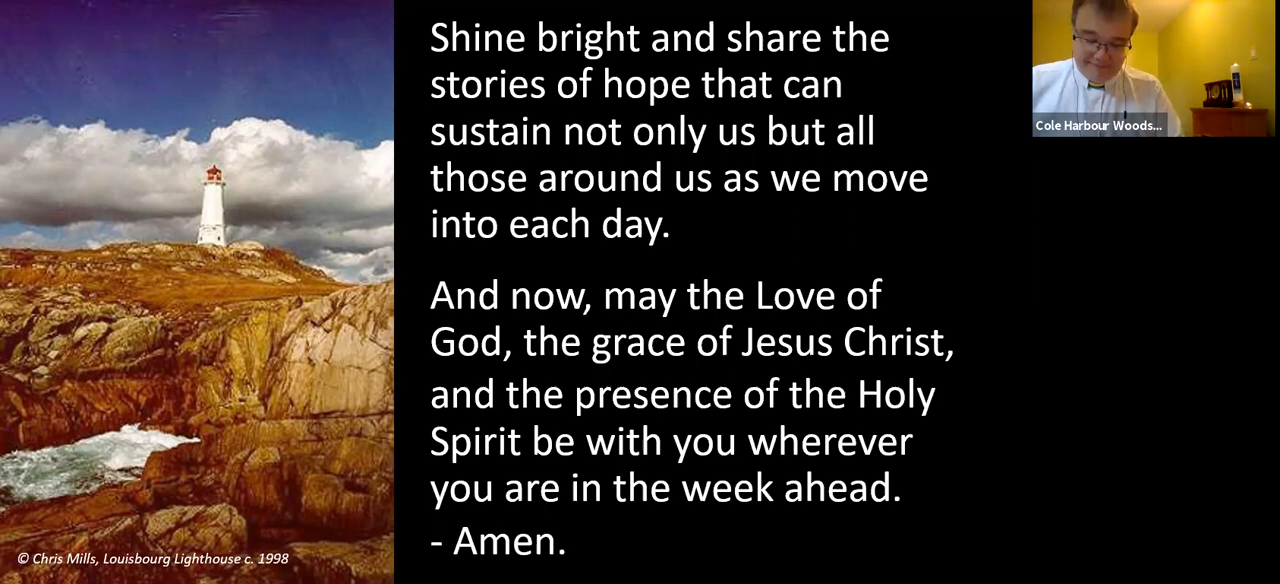 Shine bright and share the
stories of hope that can
sustain not only us but all
those around us as we move
into each day.
And now, may the Love of
God, the grace of Jesus Christ,
and the presence of the Holy
Spirit be with you wherever
you are in the week ahead.
- Amen.
Cole Harbour Woods...
© Chris Mills, Louisbourg Lighthouse c. 1998